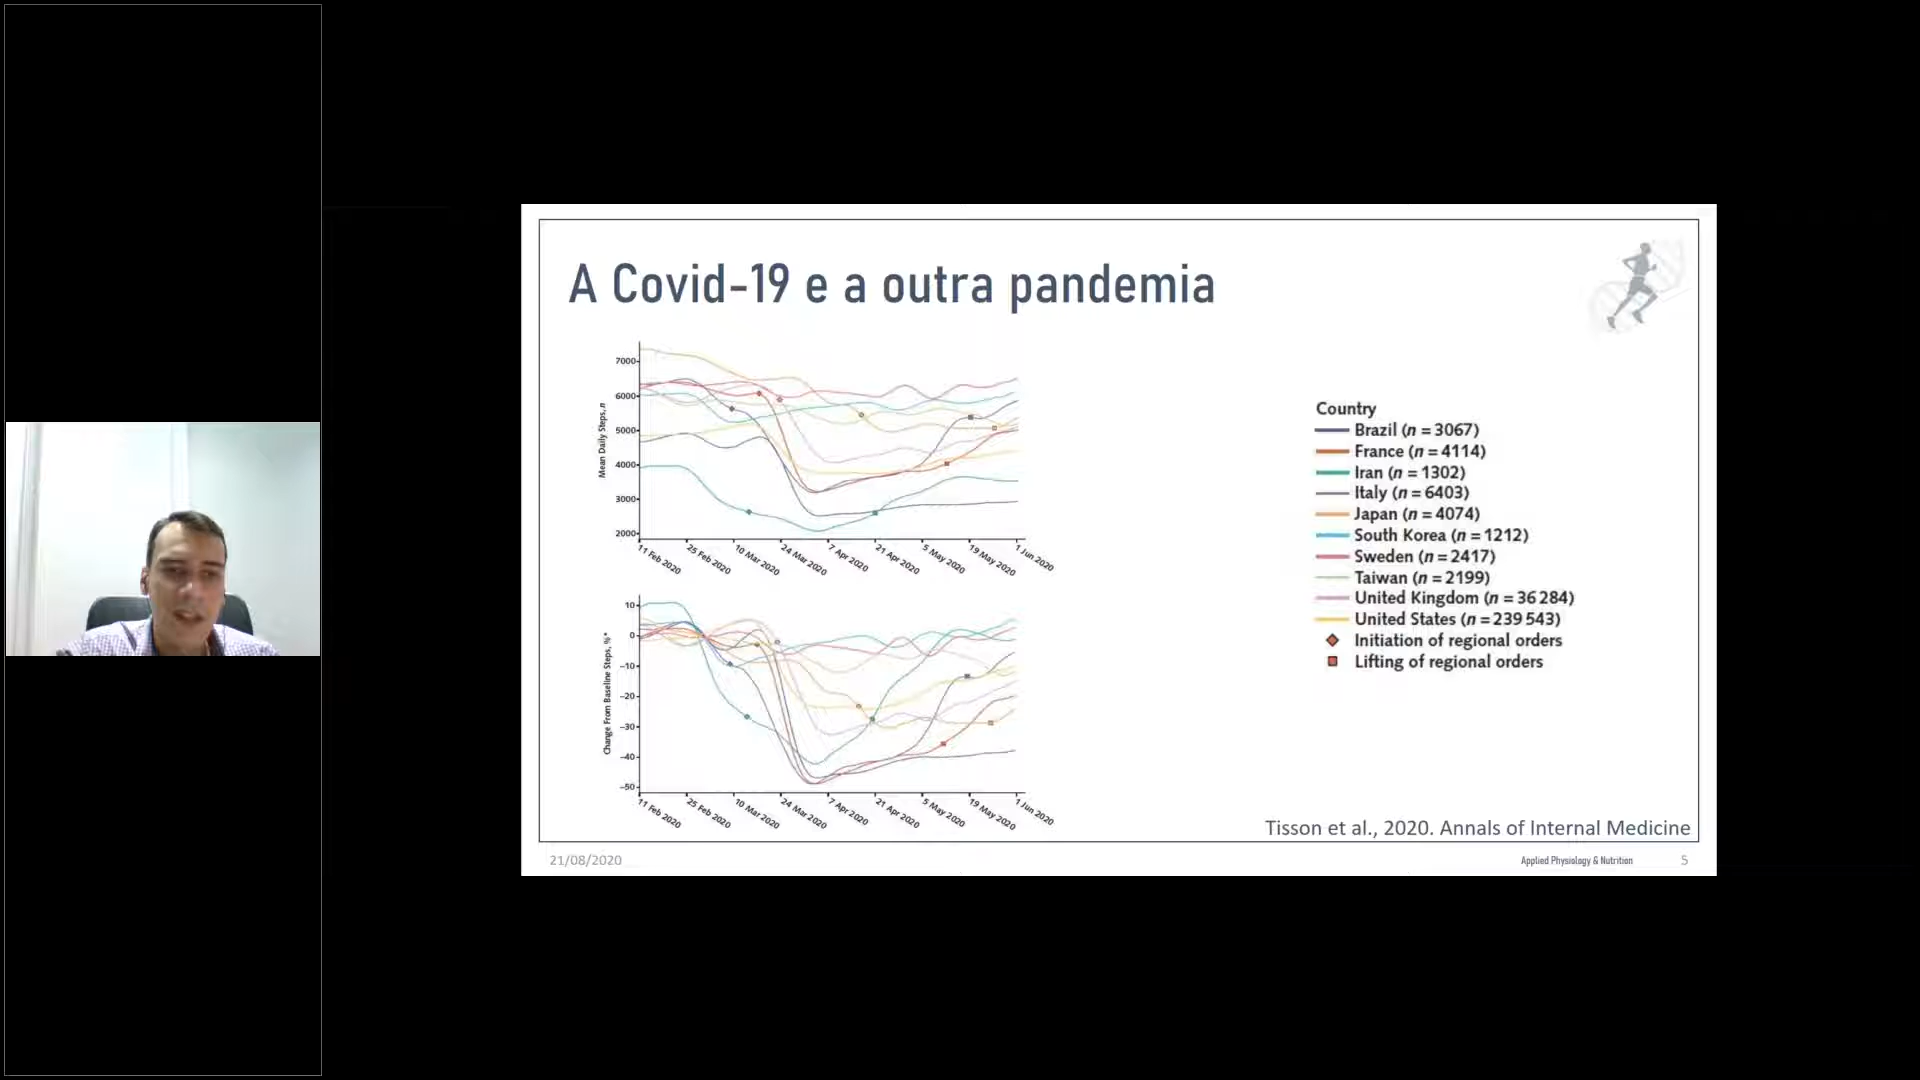 A Covid-19 e a outra pandemia
7000
6000
5000
4000
3000
2000
Mean Daily Steps, n
11 Feb 2020
25 Feb 2020
10 Mar 2020
24 Mar 2020
7 Apr 2020
21 Apr 2020
5 May 2020
19 May 2020
1 Jun 2020
10
0
−10
−20
−30
−40
−50
Change From Baseline Steps, %*
11 Feb 2020
25 Feb 2020
10 Mar 2020
24 Mar 2020
7 Apr 2020
21 Apr 2020
5 May 2020
19 May 2020
1 Jun 2020
Country
Brazil (n = 3067)
France (n = 4114)
Iran (n = 1302)
Italy (n = 6403)
Japan (n = 4074)
South Korea (n = 1212)
Sweden (n = 2417)
Taiwan (n = 2199)
United Kingdom (n = 36 284)
United States (n = 239 543)
Initiation of regional orders
Lifting of regional orders
Tisson et al., 2020. Annals of Internal Medicine
21/08/2020
Applied Physiology & Nutrition
5